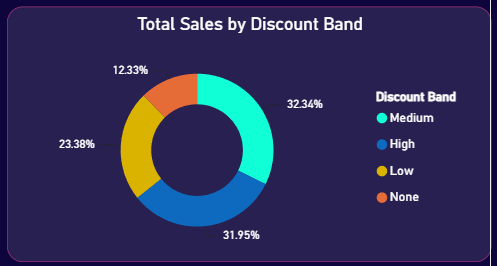 Total Sales by Discount Band
12.33%
32.34%
Discount Band
Medium
23.38%
High
Low
None
31.95%